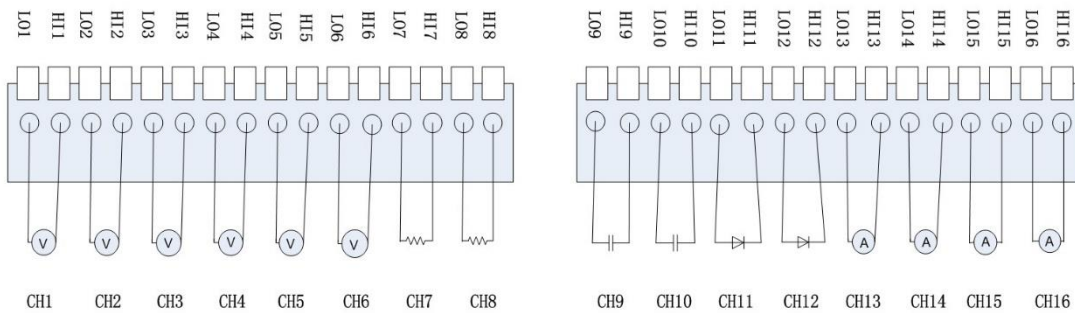 LO1 HI1 LO2 HI2 LO3 HI3 LO4 HI4 LO5 HI5 LO6 HI6 LO7 HI7 LO8 HI8
LO9 HI9 LO10 HI10 LO11 HI11 LO12 HI12 LO13 HI13 LO14 HI14 LO15 HI15 LO16 HI16
V V V V V V
A A A A
CH1 CH2 CH3 CH4 CH5 CH6 CH7 CH8
CH9 CH10 CH11 CH12 CH13 CH14 CH15 CH16